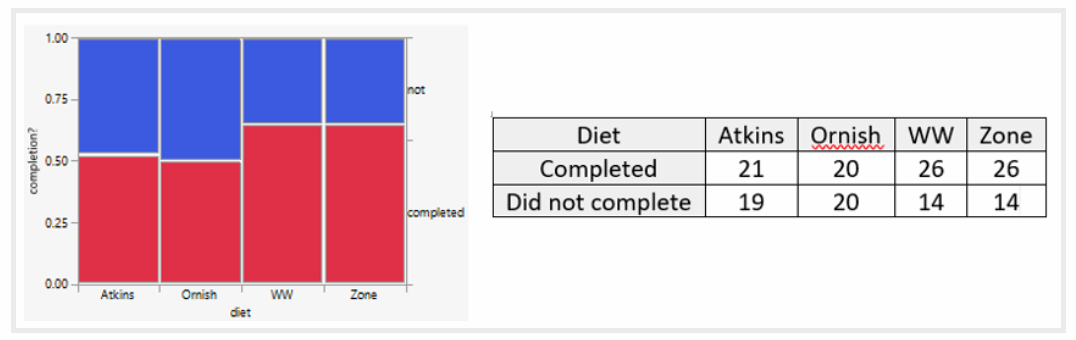 1.00
0.75
0.50
0.25
0.00
completion?
not
completed
Atkins Ornish WW Zone
diet
Diet Atkins Ornish WW Zone
Completed 21 20 26 26
Did not complete 19 20 14 14